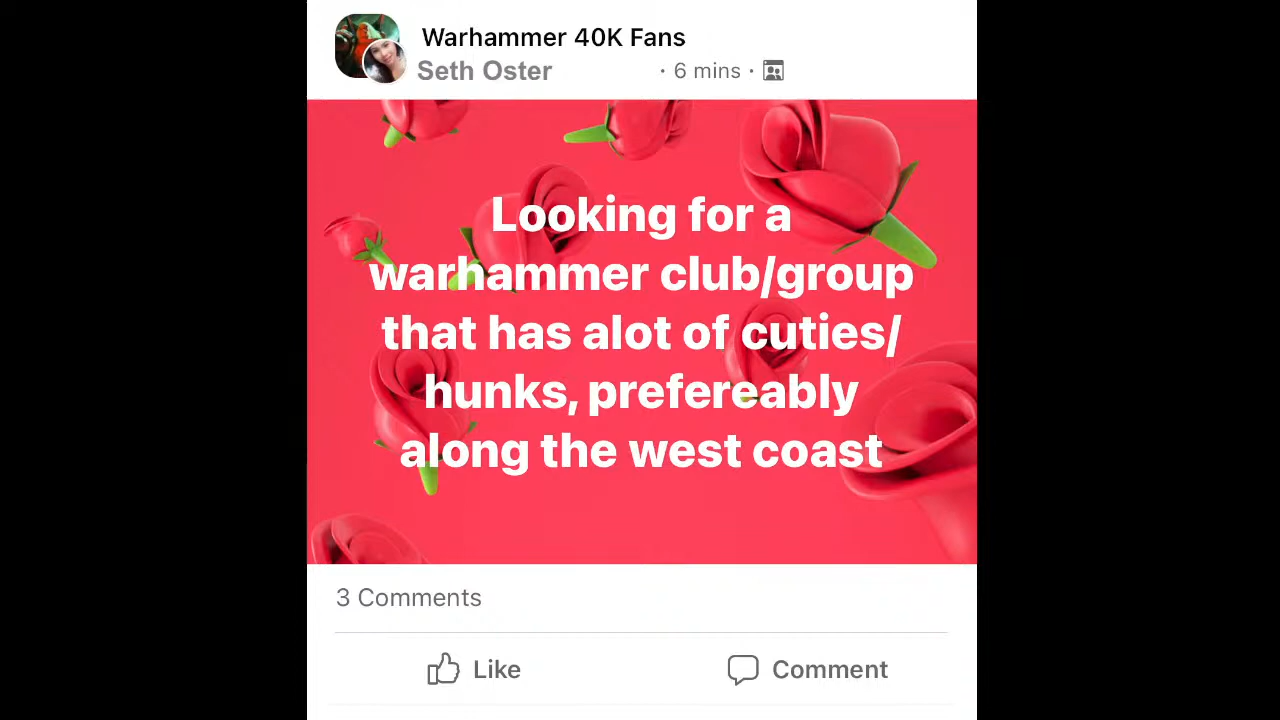 Warhammer 40K Fans
Seth Oster · 6 mins ·
Looking for a
warhammer club/group
that has alot of cuties/
hunks, prefereably
along the west coast
3 Comments
Like Comment